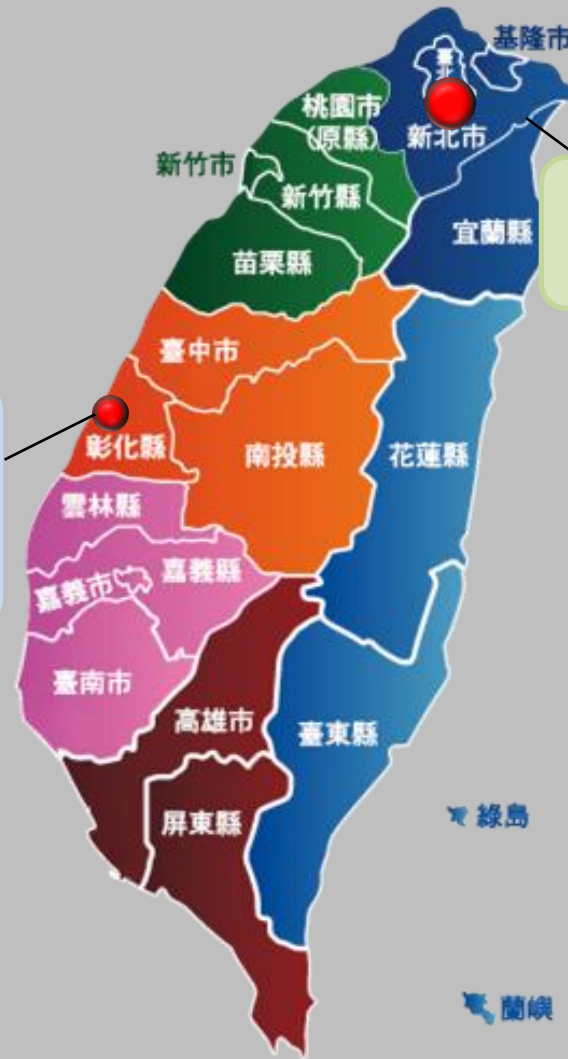 基隆市
臺北
桃園市
(原縣)
新北市
新竹市
新竹縣
宜蘭縣
苗栗縣
臺中市
彰化縣
南投縣
花蓮縣
雲林縣
嘉義市
嘉義縣
臺南市
高雄市
臺東縣
屏東縣
綠島
蘭嶼